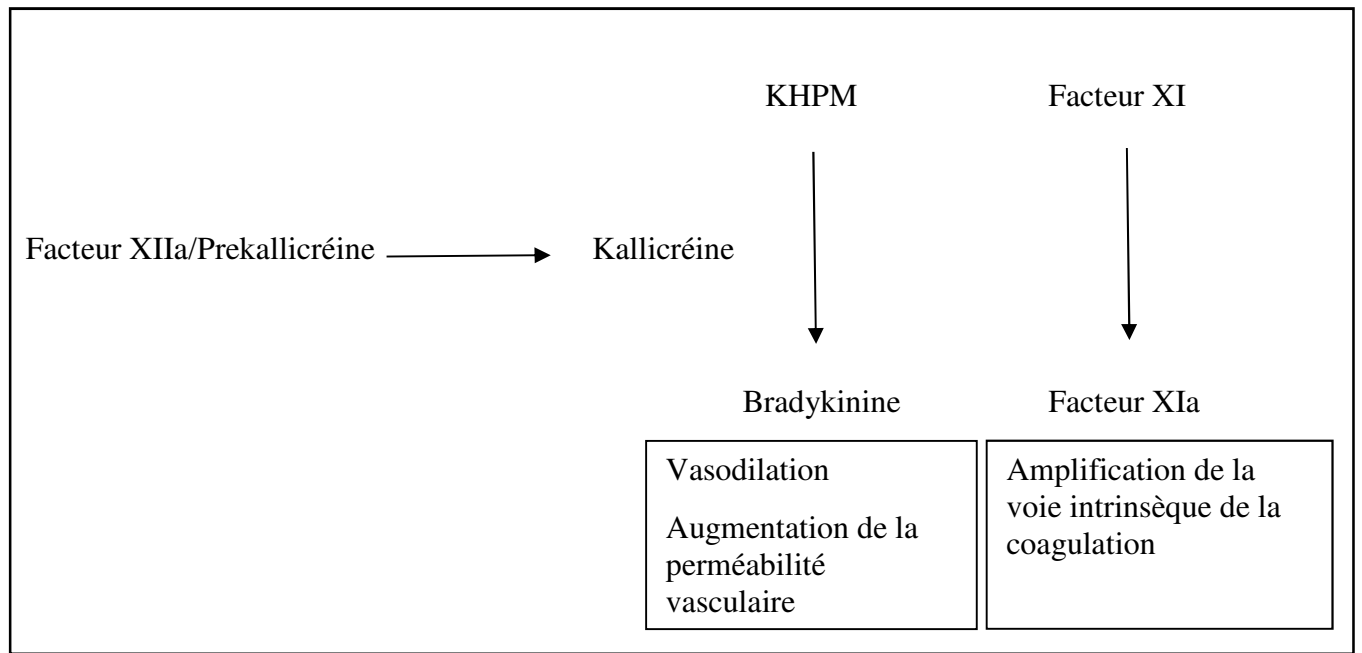 KHPM
Facteur XI
Facteur XIIa/Prekallicréine
Kallicréine
Bradykinine
Facteur XIa
Vasodilation
Augmentation de la
perméabilité
vasculaire
Amplification de la
voie intrinsèque de la
coagulation